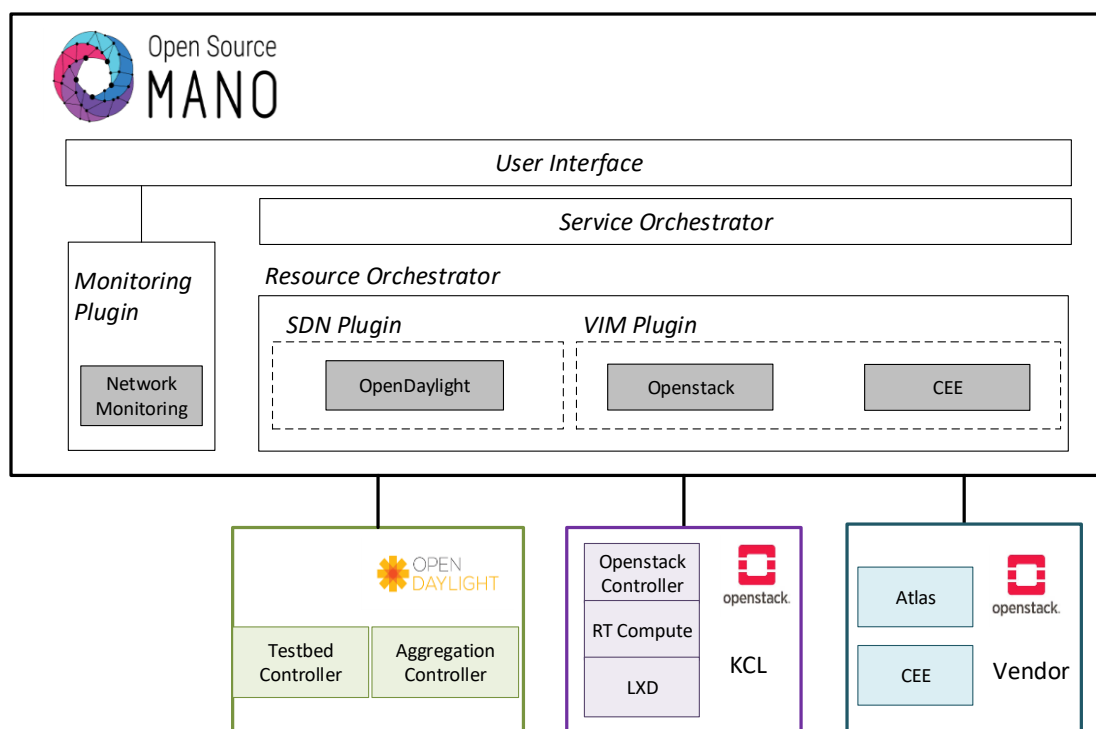 Open Source
MANO
User Interface
Service Orchestrator
Monitoring
Plugin
Network
Monitoring
Resource Orchestrator
SDN Plugin
OpenDaylight
VIM Plugin
Openstack
CEE
OPEN
DAYLIGHT
Testbed
Controller
Aggregation
Controller
Openstack
Controller
RT Compute
LXD
openstack.
KCL
Atlas
CEE
openstack.
Vendor